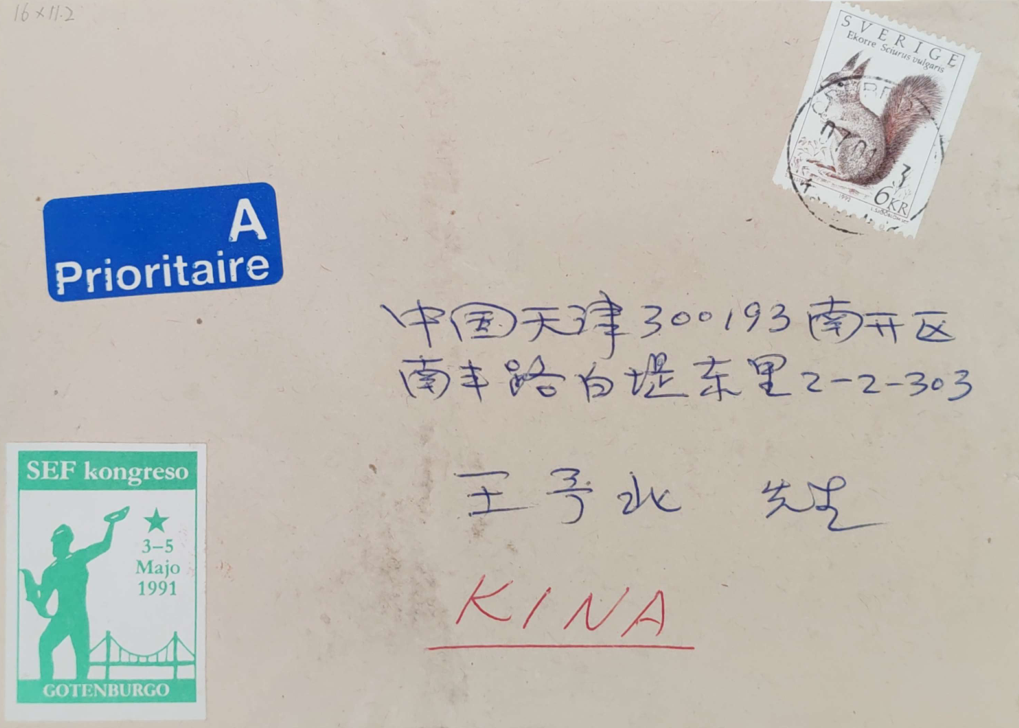 16×11.2
SVERIGE
Ekorre Sciurus vulgaris
6KR
A
Prioritaire
中国天津300193南开区
南丰路白堤东里2-2-303
王予北 先生
KINA
SEF kongreso
3–5
Majo
1991
GOTENBURGO